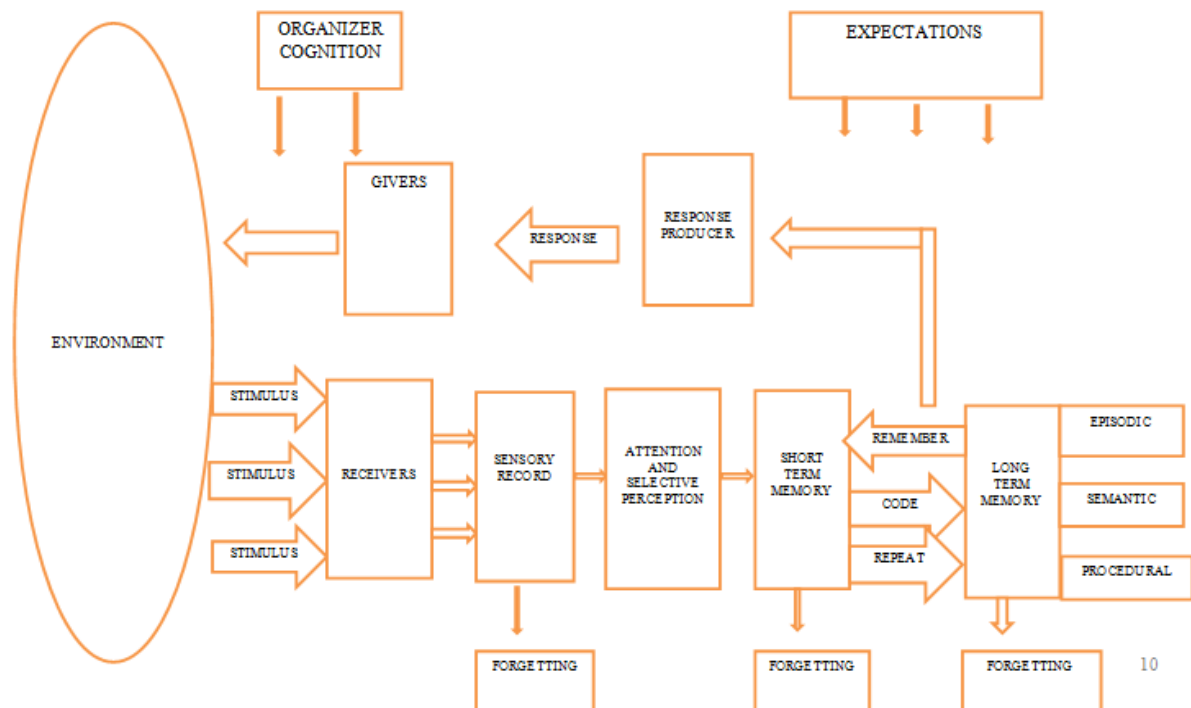 ORGANIZER
COGNITION
EXPECTATIONS
GIVERS
RESPONSE
RESPONSE
PRODUCER
ENVIRONMENT
STIMULUS
STIMULUS
STIMULUS
RECEIVERS
SENSORY
RECORD
ATTENTION
AND
SELECTIVE
PERCEPTION
SHORT
TERM
MEMORY
REMEMBER
CODE
REPEAT
LONG
TERM
MEMORY
EPISODIC
SEMANTIC
PROCEDURAL
FORGETTING
FORGETTING
FORGETTING
10